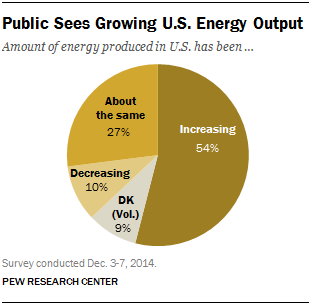 Public Sees Growing U.S. Energy Output
Amount of energy produced in U.S. has been ...
About
the same
27%
Increasing
54%
Decreasing
10%
DK
(Vol.)
9%
Survey conducted Dec. 3-7, 2014.
PEW RESEARCH CENTER